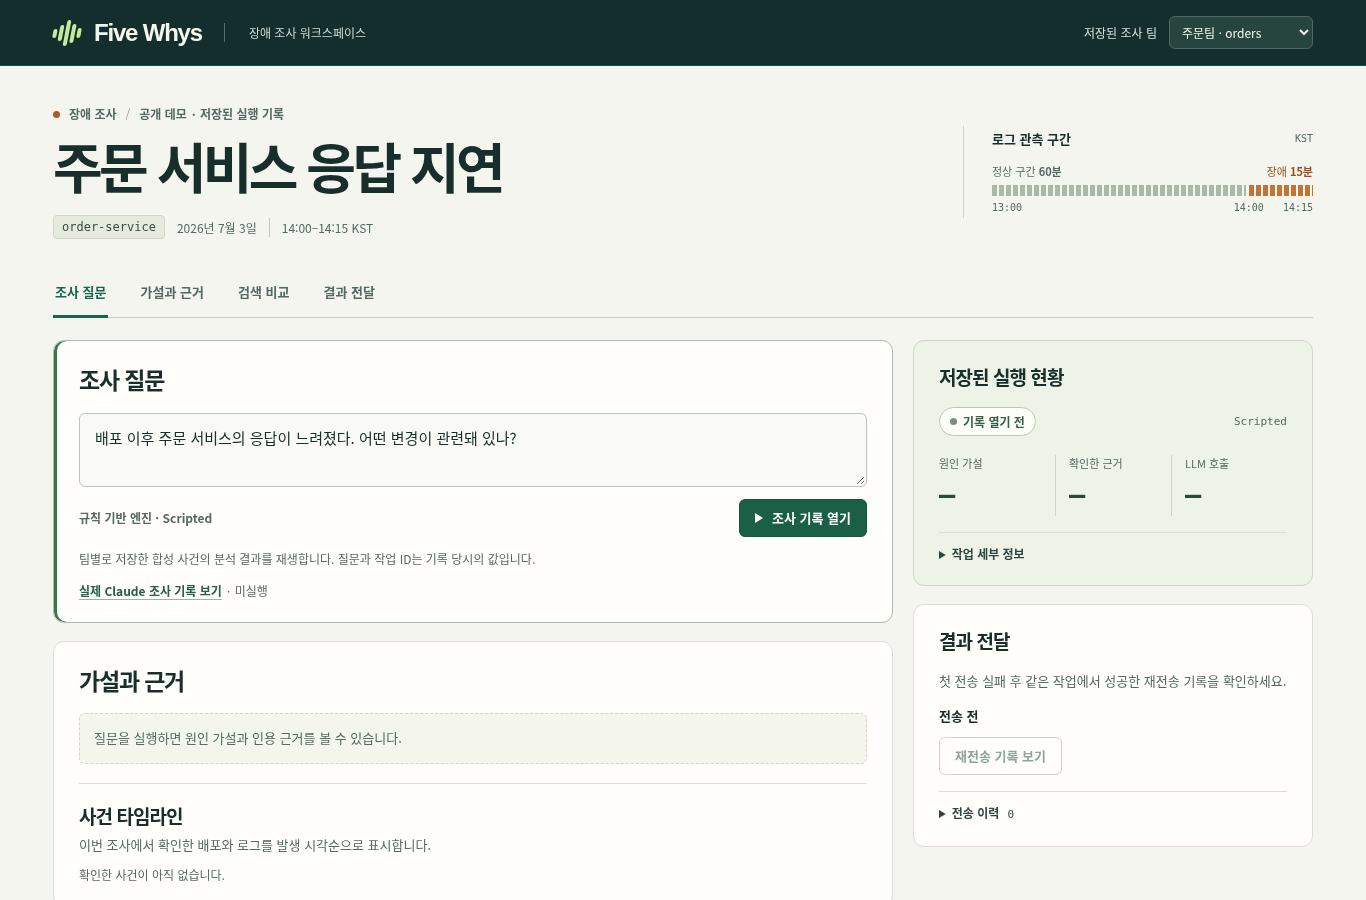 Five Whys
장애 조사 워크스페이스
저장된 조사 팀
주문팀 · orders
장애 조사 / 공개 데모 · 저장된 실행 기록
주문 서비스 응답 지연
order-service
2026년 7월 3일
14:00–14:15 KST
로그 관측 구간
KST
정상 구간 60분
장애 15분
13:00
14:00
14:15
조사 질문
가설과 근거
검색 비교
결과 전달
조사 질문
배포 이후 주문 서비스의 응답이 느려졌다. 어떤 변경이 관련돼 있나?
규칙 기반 엔진 · Scripted
조사 기록 열기
팀별로 저장한 합성 사건의 분석 결과를 재생합니다. 질문과 작업 ID는 기록 당시의 값입니다.
실제 Claude 조사 기록 보기 · 미실행
가설과 근거
질문을 실행하면 원인 가설과 인용 근거를 볼 수 있습니다.
사건 타임라인
이번 조사에서 확인한 배포와 로그를 발생 시각순으로 표시합니다.
확인한 사건이 아직 없습니다.
저장된 실행 현황
기록 열기 전
Scripted
원인 가설
확인한 근거
LLM 호출
—
—
—
작업 세부 정보
결과 전달
첫 전송 실패 후 같은 작업에서 성공한 재전송 기록을 확인하세요.
전송 전
재전송 기록 보기
전송 이력 0